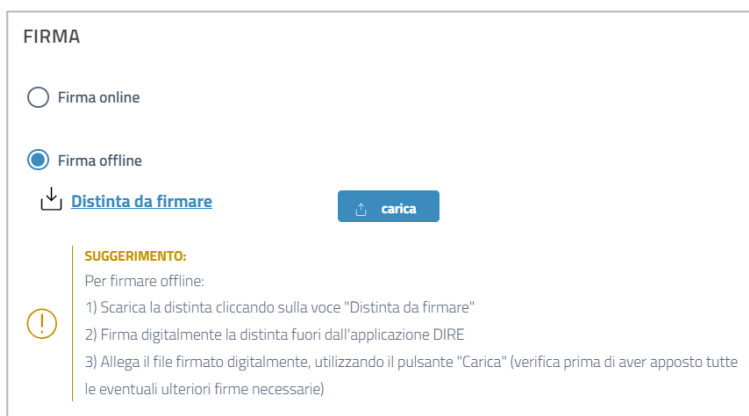 FIRMA
Firma online
Firma offline
Distinta da firmare
carica
SUGGERIMENTO:
Per firmare offline:
1) Scarica la distinta cliccando sulla voce "Distinta da firmare"
2) Firma digitalmente la distinta fuori dall'applicazione DIRE
3) Allega il file firmato digitalmente, utilizzando il pulsante "Carica" (verifica prima di aver apposto tutte
le eventuali ulteriori firme necessarie)